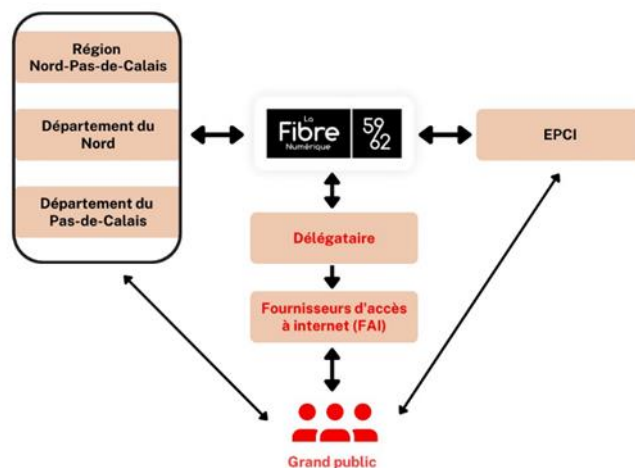 Région
Nord-Pas-de-Calais
Département du
Nord
Département du
Pas-de-Calais
La
Fibre
Numérique
59
62
EPCI
Délégataire
Fournisseurs d'accès
à internet (FAI)
Grand public